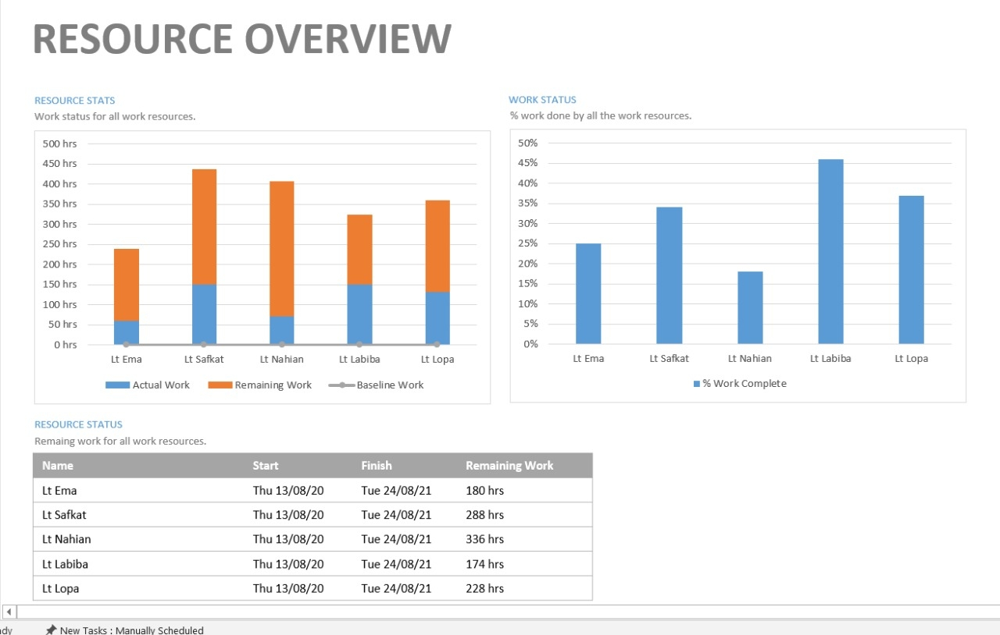 RESOURCE OVERVIEW
RESOURCE STATS
Work status for all work resources.
500 hrs
450 hrs
400 hrs
350 hrs
300 hrs
250 hrs
200 hrs
150 hrs
100 hrs
50 hrs
0 hrs
Lt Ema Lt Safkat Lt Nahian Lt Labiba Lt Lopa
Actual Work Remaining Work Baseline Work
WORK STATUS
% work done by all the work resources.
50%
45%
40%
35%
30%
25%
20%
15%
10%
5%
0%
Lt Ema Lt Safkat Lt Nahian Lt Labiba Lt Lopa
% Work Complete
RESOURCE STATUS
Remaing work for all work resources.
Name Start Finish Remaining Work
Lt Ema Thu 13/08/20 Tue 24/08/21 180 hrs
Lt Safkat Thu 13/08/20 Tue 24/08/21 288 hrs
Lt Nahian Thu 13/08/20 Tue 24/08/21 336 hrs
Lt Labiba Thu 13/08/20 Tue 24/08/21 174 hrs
Lt Lopa Thu 13/08/20 Tue 24/08/21 228 hrs
New Tasks : Manually Scheduled